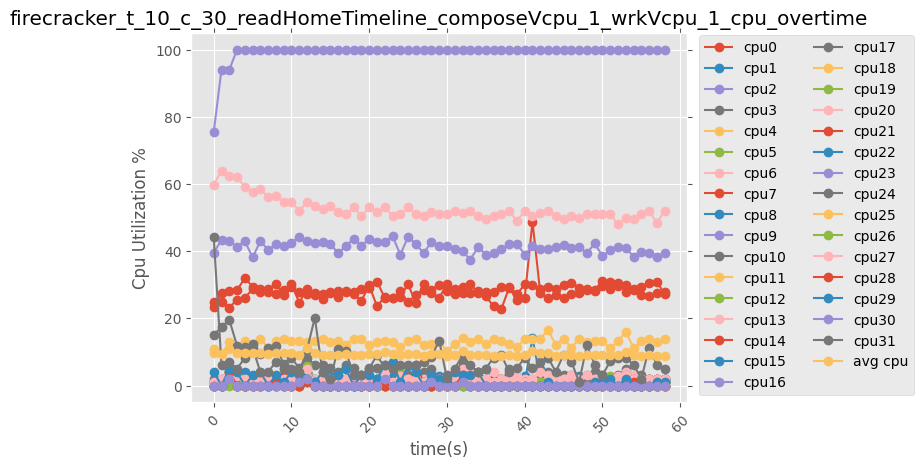 firecracker_t_10_c_30_readHomeTimeline_composeVcpu_1_wrkVcpu_1_cpu_overtime
100
80
60
40
20
0
Cpu Utilization %
0
10
20
30
40
50
60
time(s)
cpu0
cpu1
cpu2
cpu3
cpu4
cpu5
cpu6
cpu7
cpu8
cpu9
cpu10
cpu11
cpu12
cpu13
cpu14
cpu15
cpu16
cpu17
cpu18
cpu19
cpu20
cpu21
cpu22
cpu23
cpu24
cpu25
cpu26
cpu27
cpu28
cpu29
cpu30
cpu31
avg cpu